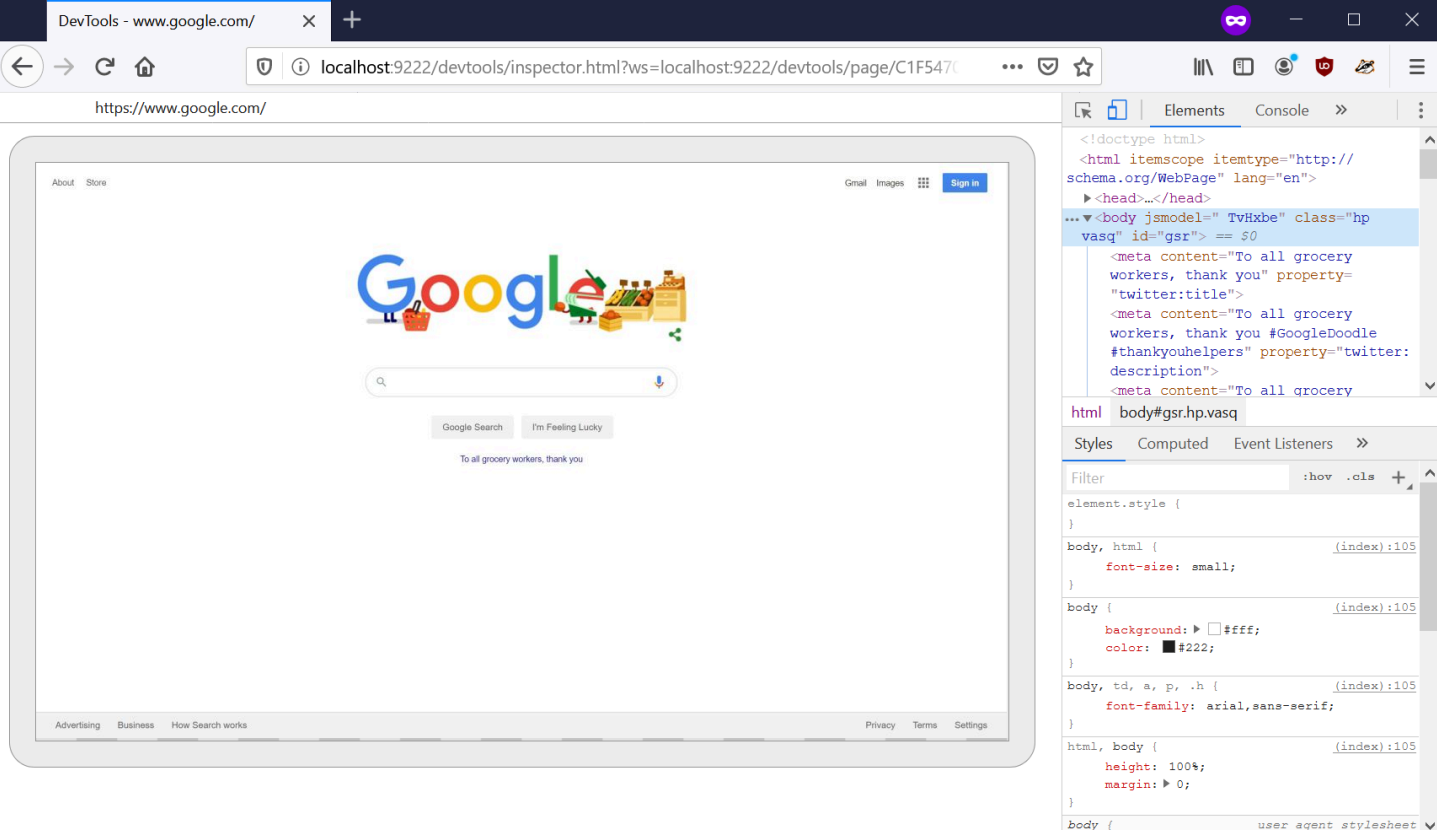 DevTools - www.google.com/
localhost:9222/devtools/inspector.html?ws=localhost:9222/devtools/page/C1F547
https://www.google.com/
About Store
Gmail Images Sign in
Google
Google Search I'm Feeling Lucky
To all grocery workers, thank you
Advertising Business How Search works
Privacy Terms Settings
Elements Console »
<!doctype html>
<html itemscope itemtype="http://
schema.org/WebPage" lang="en">
<head>…</head>
<body jsmodel=" TvHxbe" class="hp
vasq" id="gsr"> == $0
<meta content="To all grocery
workers, thank you" property=
"twitter:title">
<meta content="To all grocery
workers, thank you #GoogleDoodle
#thankyouhelpers" property="twitter:
description">
<meta content="To all grocery
html body#gsr.hp.vasq
Styles Computed Event Listeners »
Filter :hov .cls +
element.style {
}
body, html { (index):105
font-size: small;
}
body { (index):105
background: #fff;
color: #222;
}
body, td, a, p, .h { (index):105
font-family: arial,sans-serif;
}
html, body { (index):105
height: 100%;
margin: 0;
}
body { user agent stylesheet